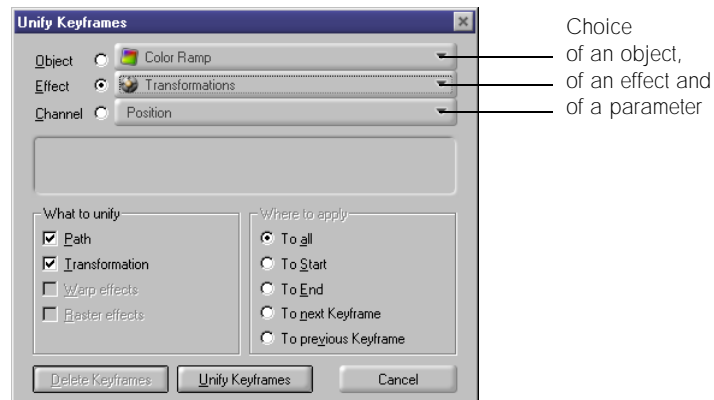 Unify Keyframes
Object Color Ramp
Effect Transformations
Channel Position
Choice
of an object,
of an effect and
of a parameter
What to unify
Path
Transformation
Warp effects
Raster effects
Where to apply
To all
To Start
To End
To next Keyframe
To previous Keyframe
Delete Keyframes Unify Keyframes Cancel